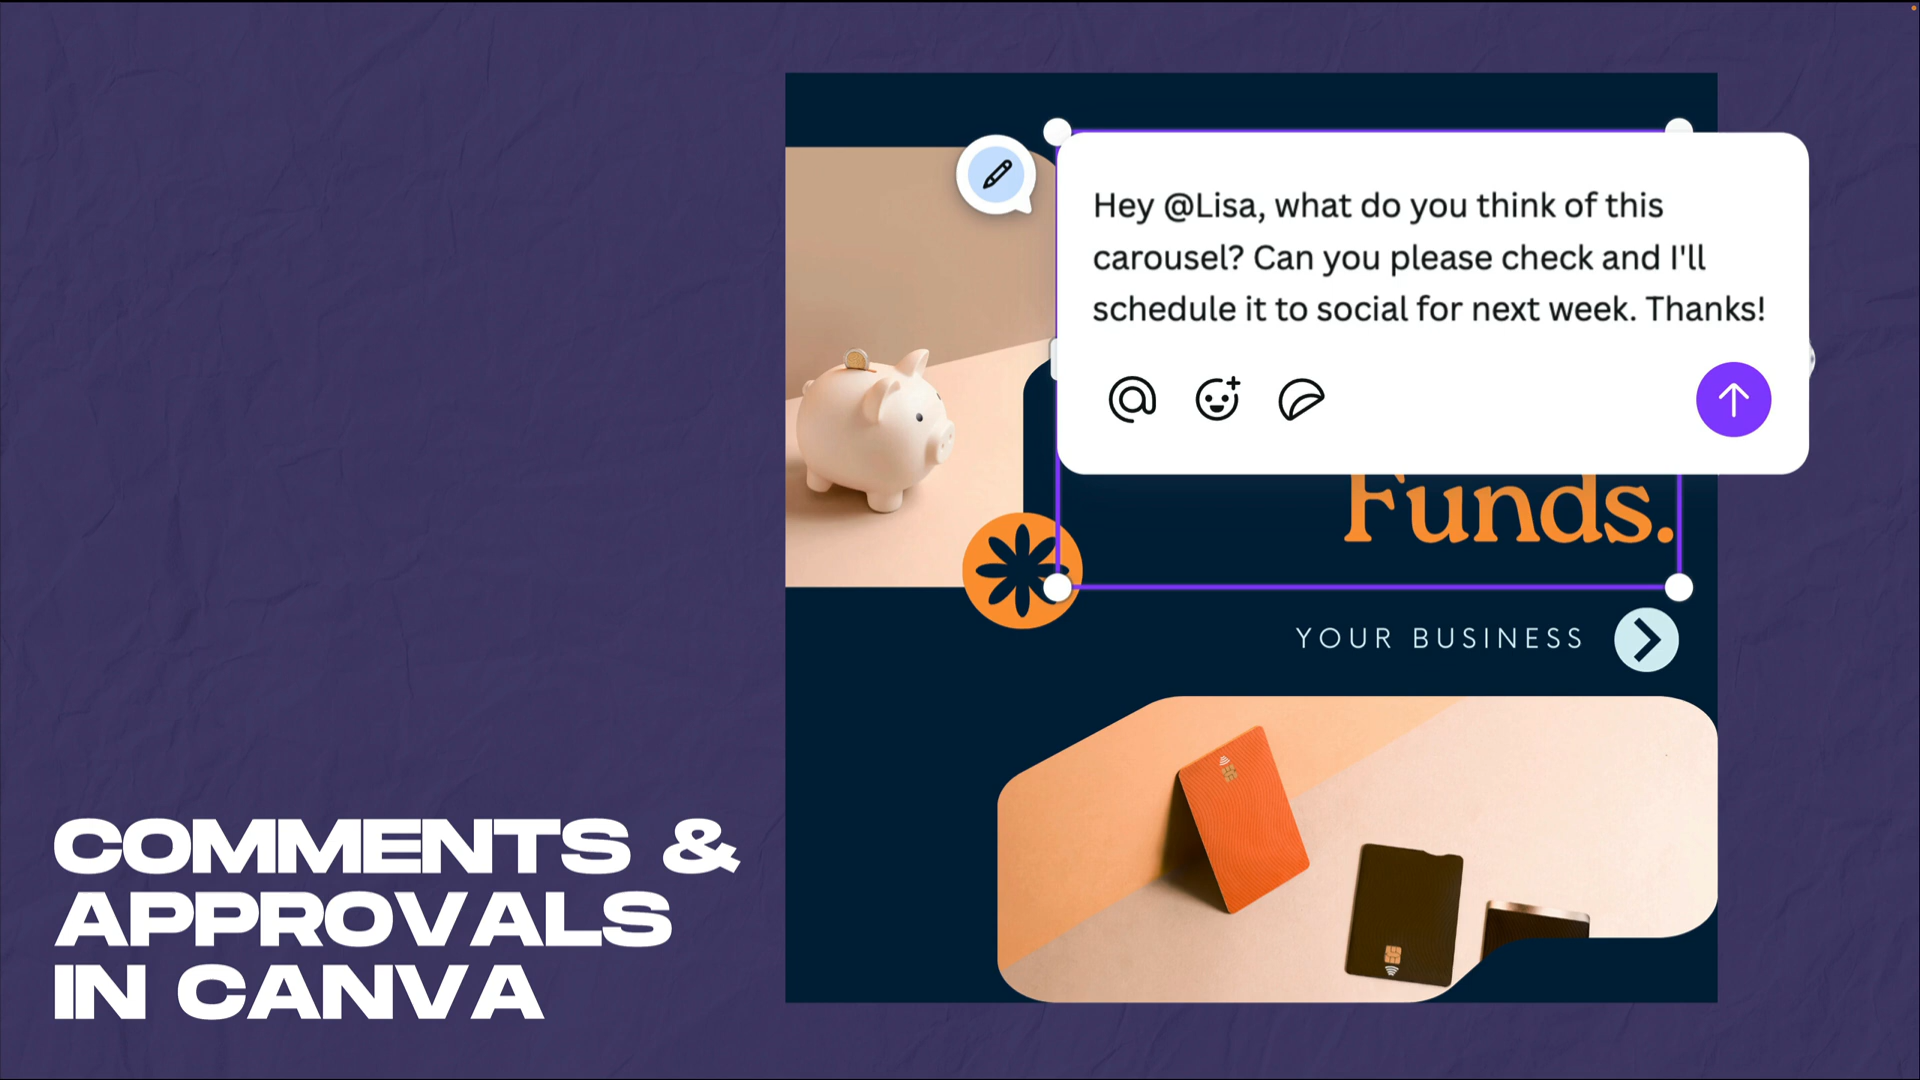 Hey @Lisa, what do you think of this
carousel? Can you please check and I'll
schedule it to social for next week. Thanks!
Funds.
YOUR BUSINESS
COMMENTS &
APPROVALS
IN CANVA